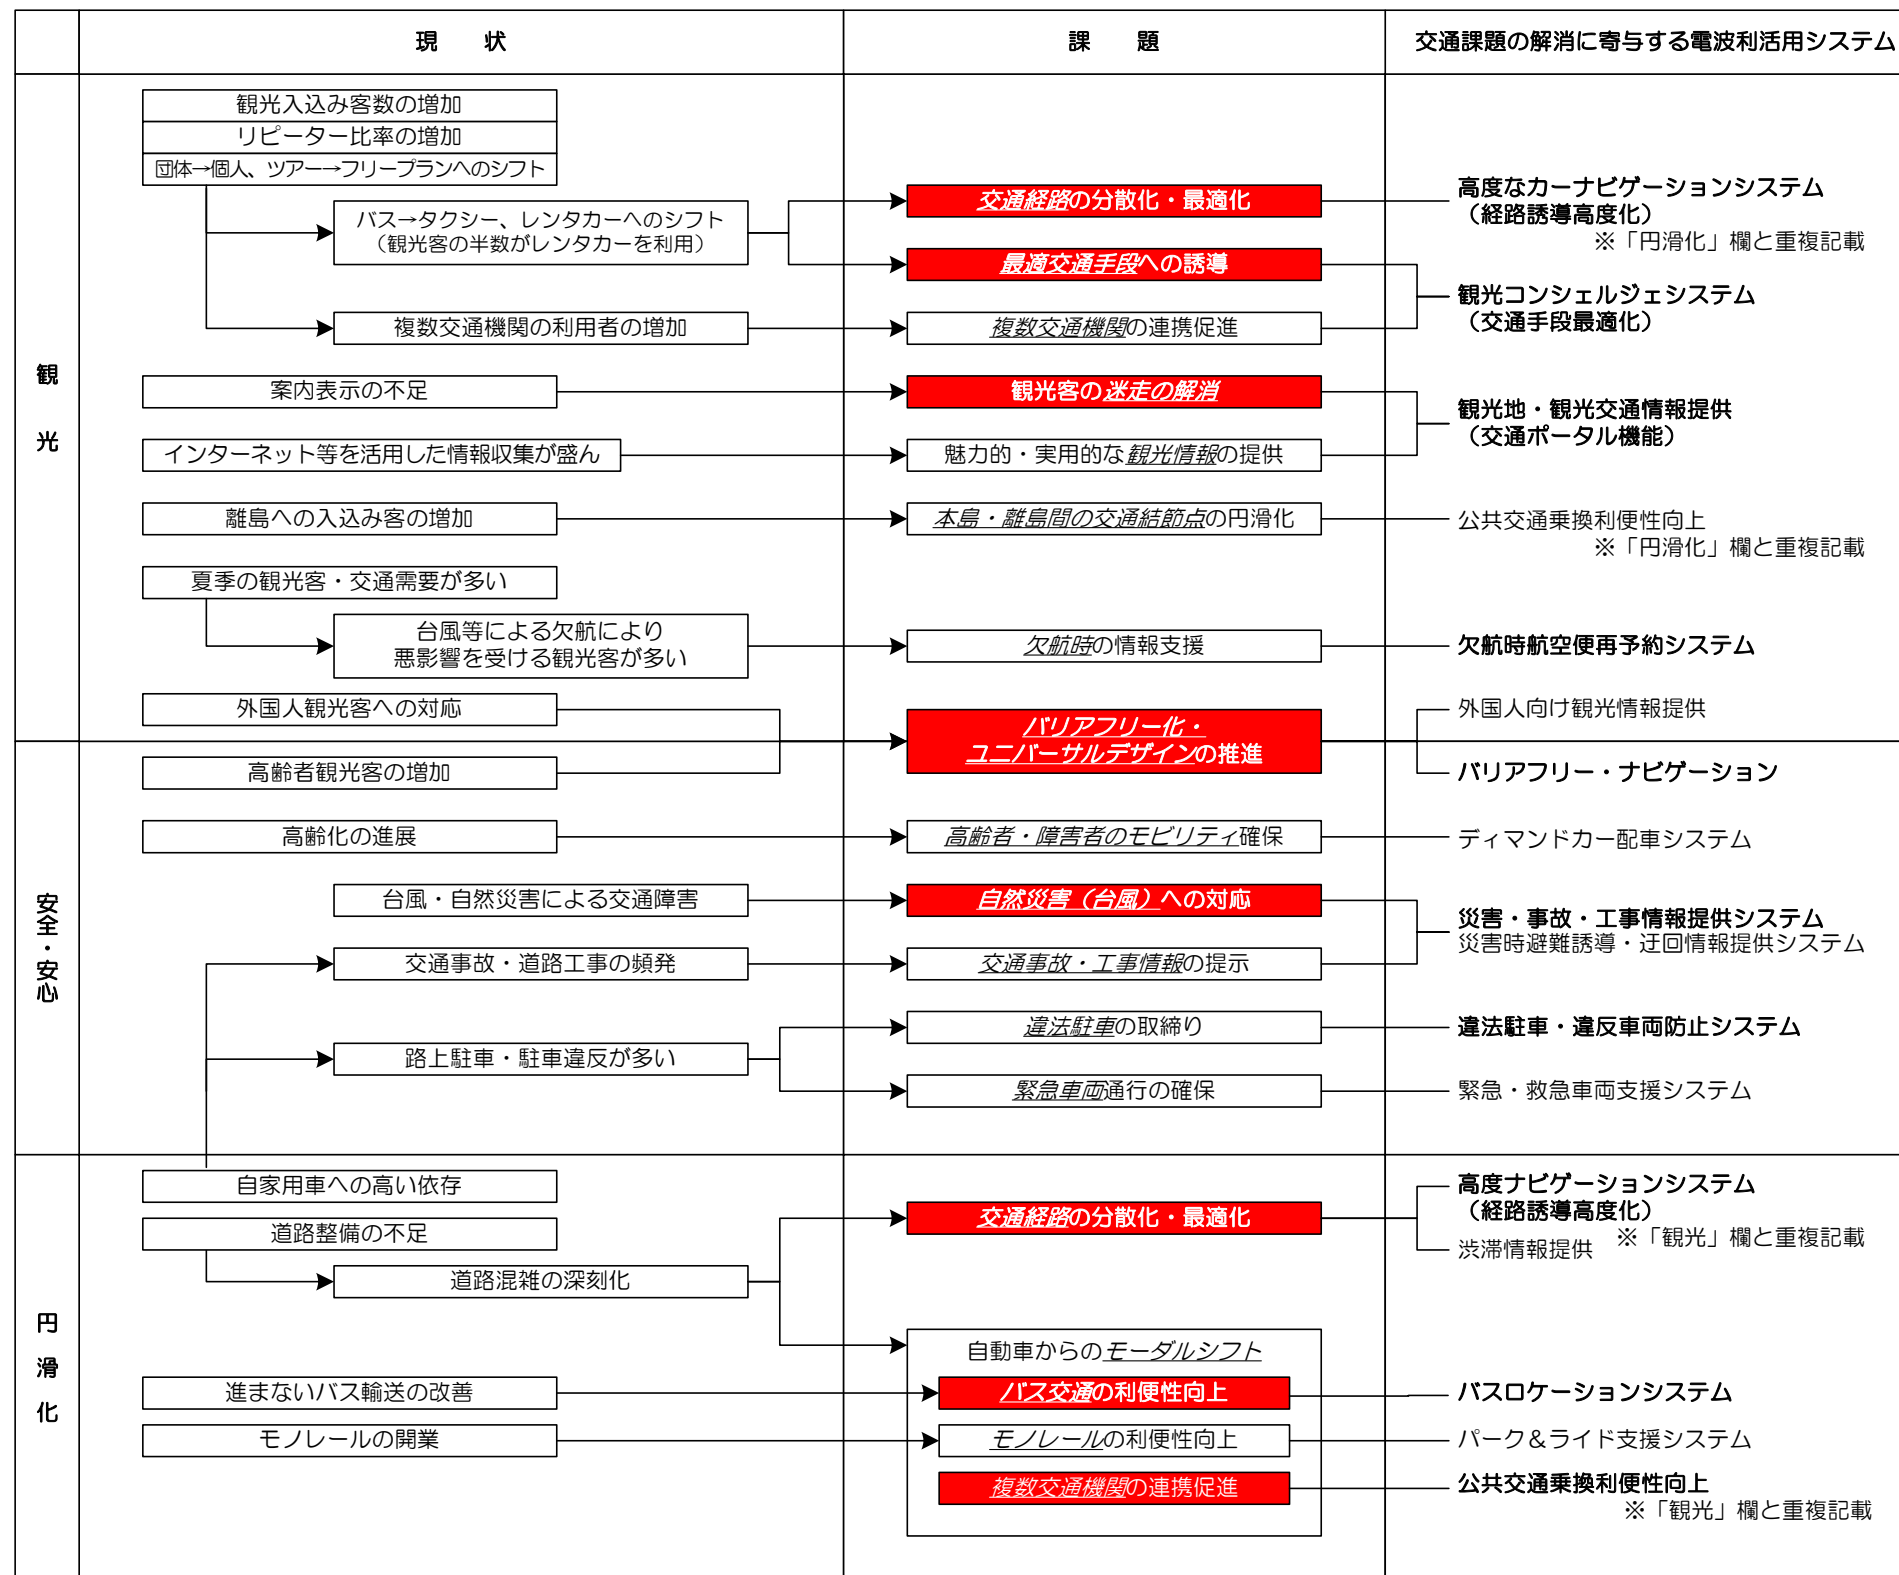 現　状
課　題
交通課題の解消に寄与する電波利活用システム
観光
観光入込み客数の増加
リピーター比率の増加
団体→個人、ツアー→フリープランへのシフト
バス→タクシー、レンタカーへのシフト
（観光客の半数がレンタカーを利用）
交通経路の分散化・最適化
高度なカーナビゲーションシステム
（経路誘導高度化）
※「円滑化」欄と重複記載
最適交通手段への誘導
複数交通機関の利用者の増加
複数交通機関の連携促進
観光コンシェルジェシステム
（交通手段最適化）
案内表示の不足
観光客の迷走の解消
インターネット等を活用した情報収集が盛ん
魅力的・実用的な観光情報の提供
観光地・観光交通情報提供
（交通ポータル機能）
離島への入込み客の増加
本島・離島間の交通結節点の円滑化
公共交通乗換利便性向上
※「円滑化」欄と重複記載
夏季の観光客・交通需要が多い
台風等による欠航により
悪影響を受ける観光客が多い
欠航時の情報支援
欠航時航空便再予約システム
外国人観光客への対応
バリアフリー化・
ユニバーサルデザインの推進
外国人向け観光情報提供
安全・安心
高齢者観光客の増加
バリアフリー・ナビゲーション
高齢化の進展
高齢者・障害者のモビリティ確保
ディマンドカー配車システム
台風・自然災害による交通障害
自然災害（台風）への対応
災害・事故・工事情報提供システム
災害時避難誘導・迂回情報提供システム
交通事故・道路工事の頻発
交通事故・工事情報の提示
路上駐車・駐車違反が多い
違法駐車の取締り
違法駐車・違反車両防止システム
緊急車両通行の確保
緊急・救急車両支援システム
円滑化
自家用車への高い依存
道路整備の不足
道路混雑の深刻化
交通経路の分散化・最適化
高度ナビゲーションシステム
（経路誘導高度化）
※「観光」欄と重複記載
渋滞情報提供
自動車からのモーダルシフト
進まないバス輸送の改善
バス交通の利便性向上
バスロケーションシステム
モノレールの開業
モノレールの利便性向上
パーク＆ライド支援システム
複数交通機関の連携促進
公共交通乗換利便性向上
※「観光」欄と重複記載